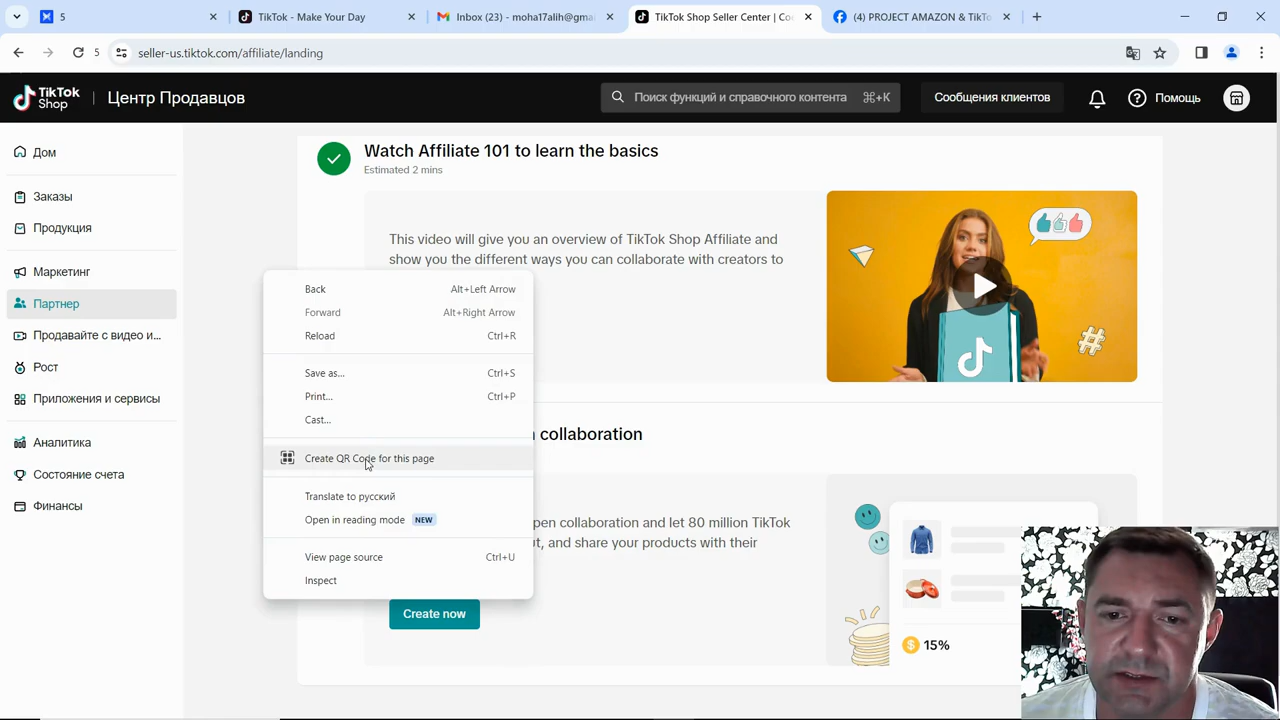 5
TikTok - Make Your Day
Inbox (23) - moha17alih@gma
TikTok Shop Seller Center | Co
(4) PROJECT AMAZON & TikTo
5
seller-us.tiktok.com/affiliate/landing
TikTok Shop
Центр Продавцов
Поиск функций и справочного контента ⌘+K
Сообщения клиентов
Помощь
Дом
Заказы
Продукция
Маркетинг
Партнер
Продавайте с видео и...
Рост
Приложения и сервисы
Аналитика
Состояние счета
Финансы
Watch Affiliate 101 to learn the basics
Estimated 2 mins
This video will give you an overview of TikTok Shop Affiliate and
show you the different ways you can collaborate with creators to
Back Alt+Left Arrow
Forward Alt+Right Arrow
Reload Ctrl+R
Save as... Ctrl+S
Print... Ctrl+P
Cast...
Create QR Code for this page
Translate to русский
Open in reading mode NEW
View page source Ctrl+U
Inspect
collaboration
pen collaboration and let 80 million TikTok
t, and share your products with their
Create now
15%